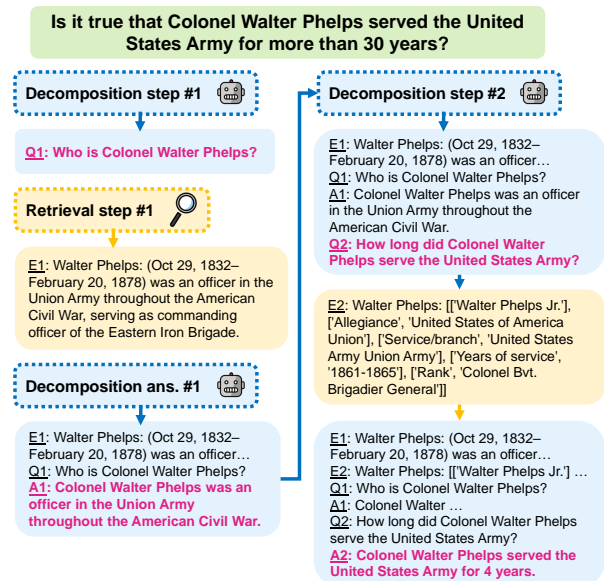 Is it true that Colonel Walter Phelps served the United
States Army for more than 30 years?
Decomposition step #1
Q1: Who is Colonel Walter Phelps?
Retrieval step #1
E1: Walter Phelps: (Oct 29, 1832–
February 20, 1878) was an officer in the
Union Army throughout the American
Civil War, serving as commanding
officer of the Eastern Iron Brigade.
Decomposition ans. #1
E1: Walter Phelps: (Oct 29, 1832–
February 20, 1878) was an officer…
Q1: Who is Colonel Walter Phelps?
A1: Colonel Walter Phelps was an
officer in the Union Army
throughout the American Civil War.
Decomposition step #2
E1: Walter Phelps: (Oct 29, 1832–
February 20, 1878) was an officer…
Q1: Who is Colonel Walter Phelps?
A1: Colonel Walter Phelps was an officer
in the Union Army throughout the
American Civil War.
Q2: How long did Colonel Walter
Phelps serve the United States Army?
E2: Walter Phelps: [['Walter Phelps Jr.'],
['Allegiance', 'United States of America
Union'], ['Service/branch', 'United States
Army Union Army'], ['Years of service',
'1861-1865'], ['Rank', 'Colonel Bvt.
Brigadier General']]
E1: Walter Phelps: (Oct 29, 1832–
February 20, 1878) was an officer…
E2: Walter Phelps: [['Walter Phelps Jr.'] …
Q1: Who is Colonel Walter Phelps?
A1: Colonel Walter …
Q2: How long did Colonel Walter Phelps
serve the United States Army?
A2: Colonel Walter Phelps served the
United States Army for 4 years.